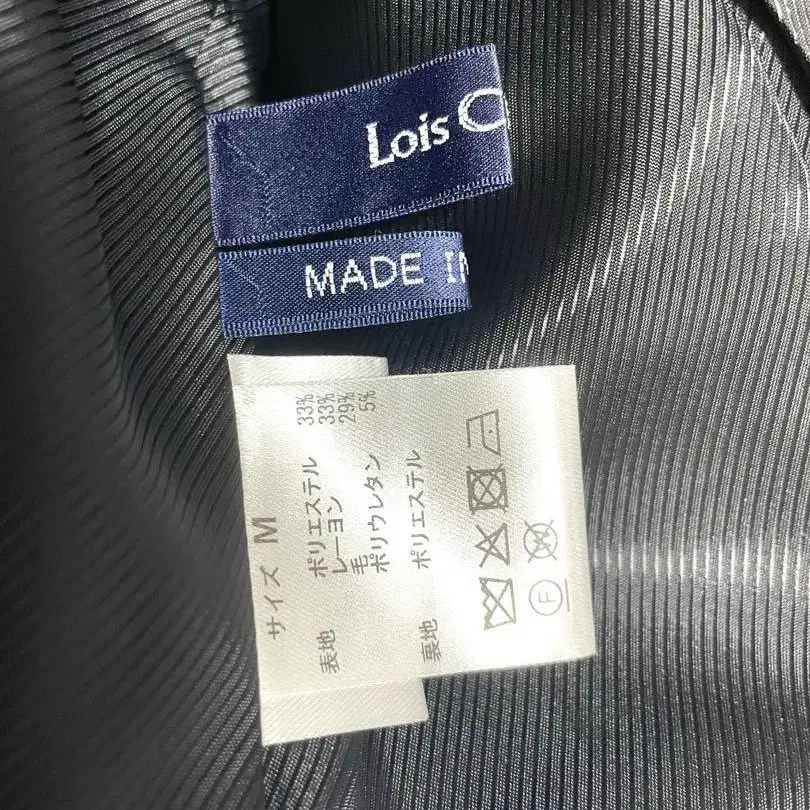 Lois C
MADE IN
サイズ M
表地 ポリエステル 33%
レーヨン 33%
毛 29%
ポリウレタン 5%
裏地 ポリエステル
F